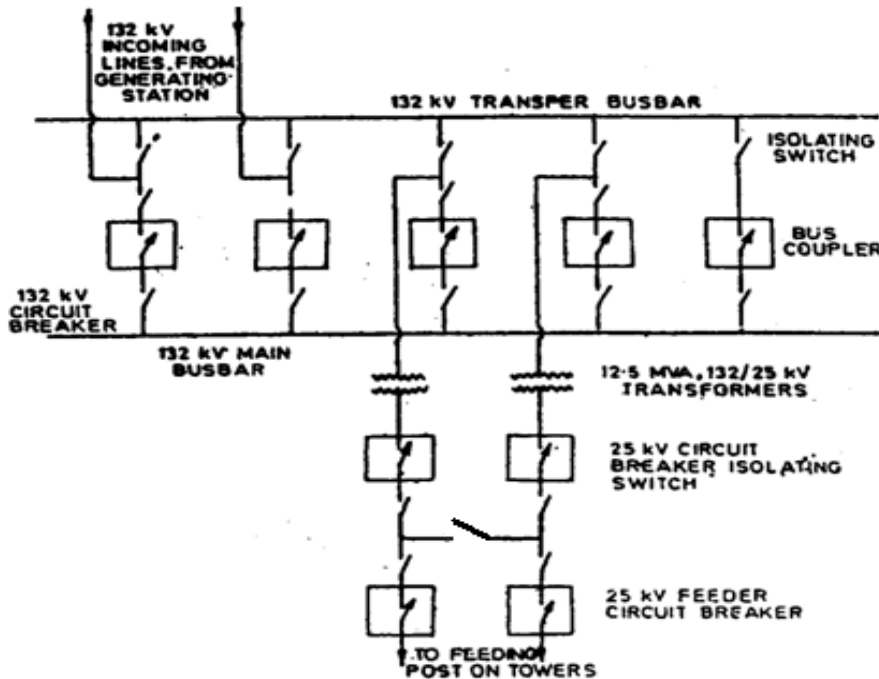 132 kV
INCOMING
LINES, FROM
GENERATING
STATION
132 kV TRANSFER BUSBAR
ISOLATING
SWITCH
BUS
COUPLER
132 kV
CIRCUIT
BREAKER
132 kV MAIN
BUSBAR
12·5 MVA, 132/25 kV
TRANSFORMERS
25 kV CIRCUIT
BREAKER ISOLATING
SWITCH
25 kV FEEDER
CIRCUIT BREAKER
TO FEEDING
POST ON TOWERS